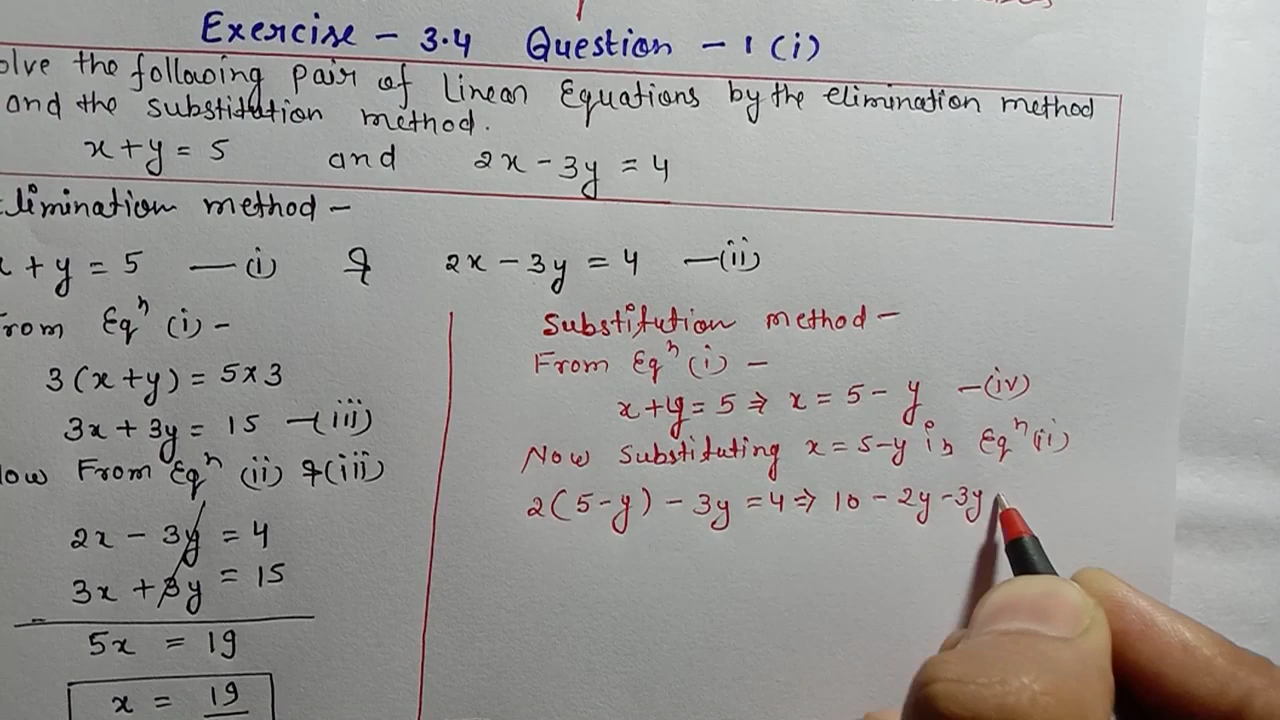 Exercise - 3.4 Question - 1 (i)
olve the following pair of linear Equations by the elimination method
and the substitution method.
x + y = 5 and 2x - 3y = 4
Elimination method -
x + y = 5 —(i) & 2x - 3y = 4 —(ii)
rom Eqⁿ (i) -
3(x+y) = 5×3
3x + 3y = 15 —(iii)
Now From Eqⁿ (ii) & (iii)
2x - 3y = 4
3x + 3y = 15
5x = 19
x = 19
Substitution method -
From Eqⁿ (i) -
x+y = 5 ⇒ x = 5 - y —(iv)
Now Substituting x = 5-y in Eqⁿ (ii)
2(5-y) - 3y = 4 ⇒ 10 - 2y - 3y